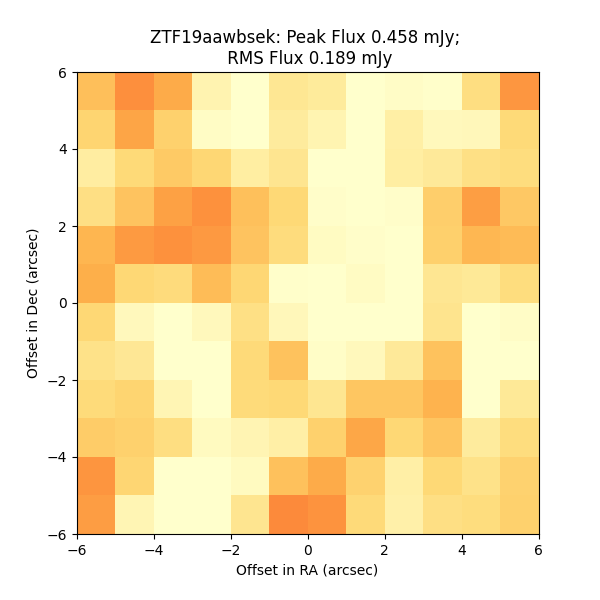 ZTF19aawbsek: Peak Flux 0.458 mJy;
RMS Flux 0.189 mJy
6
4
2
0
−2
−4
−6
Offset in Dec (arcsec)
−6 −4 −2 0 2 4 6
Offset in RA (arcsec)